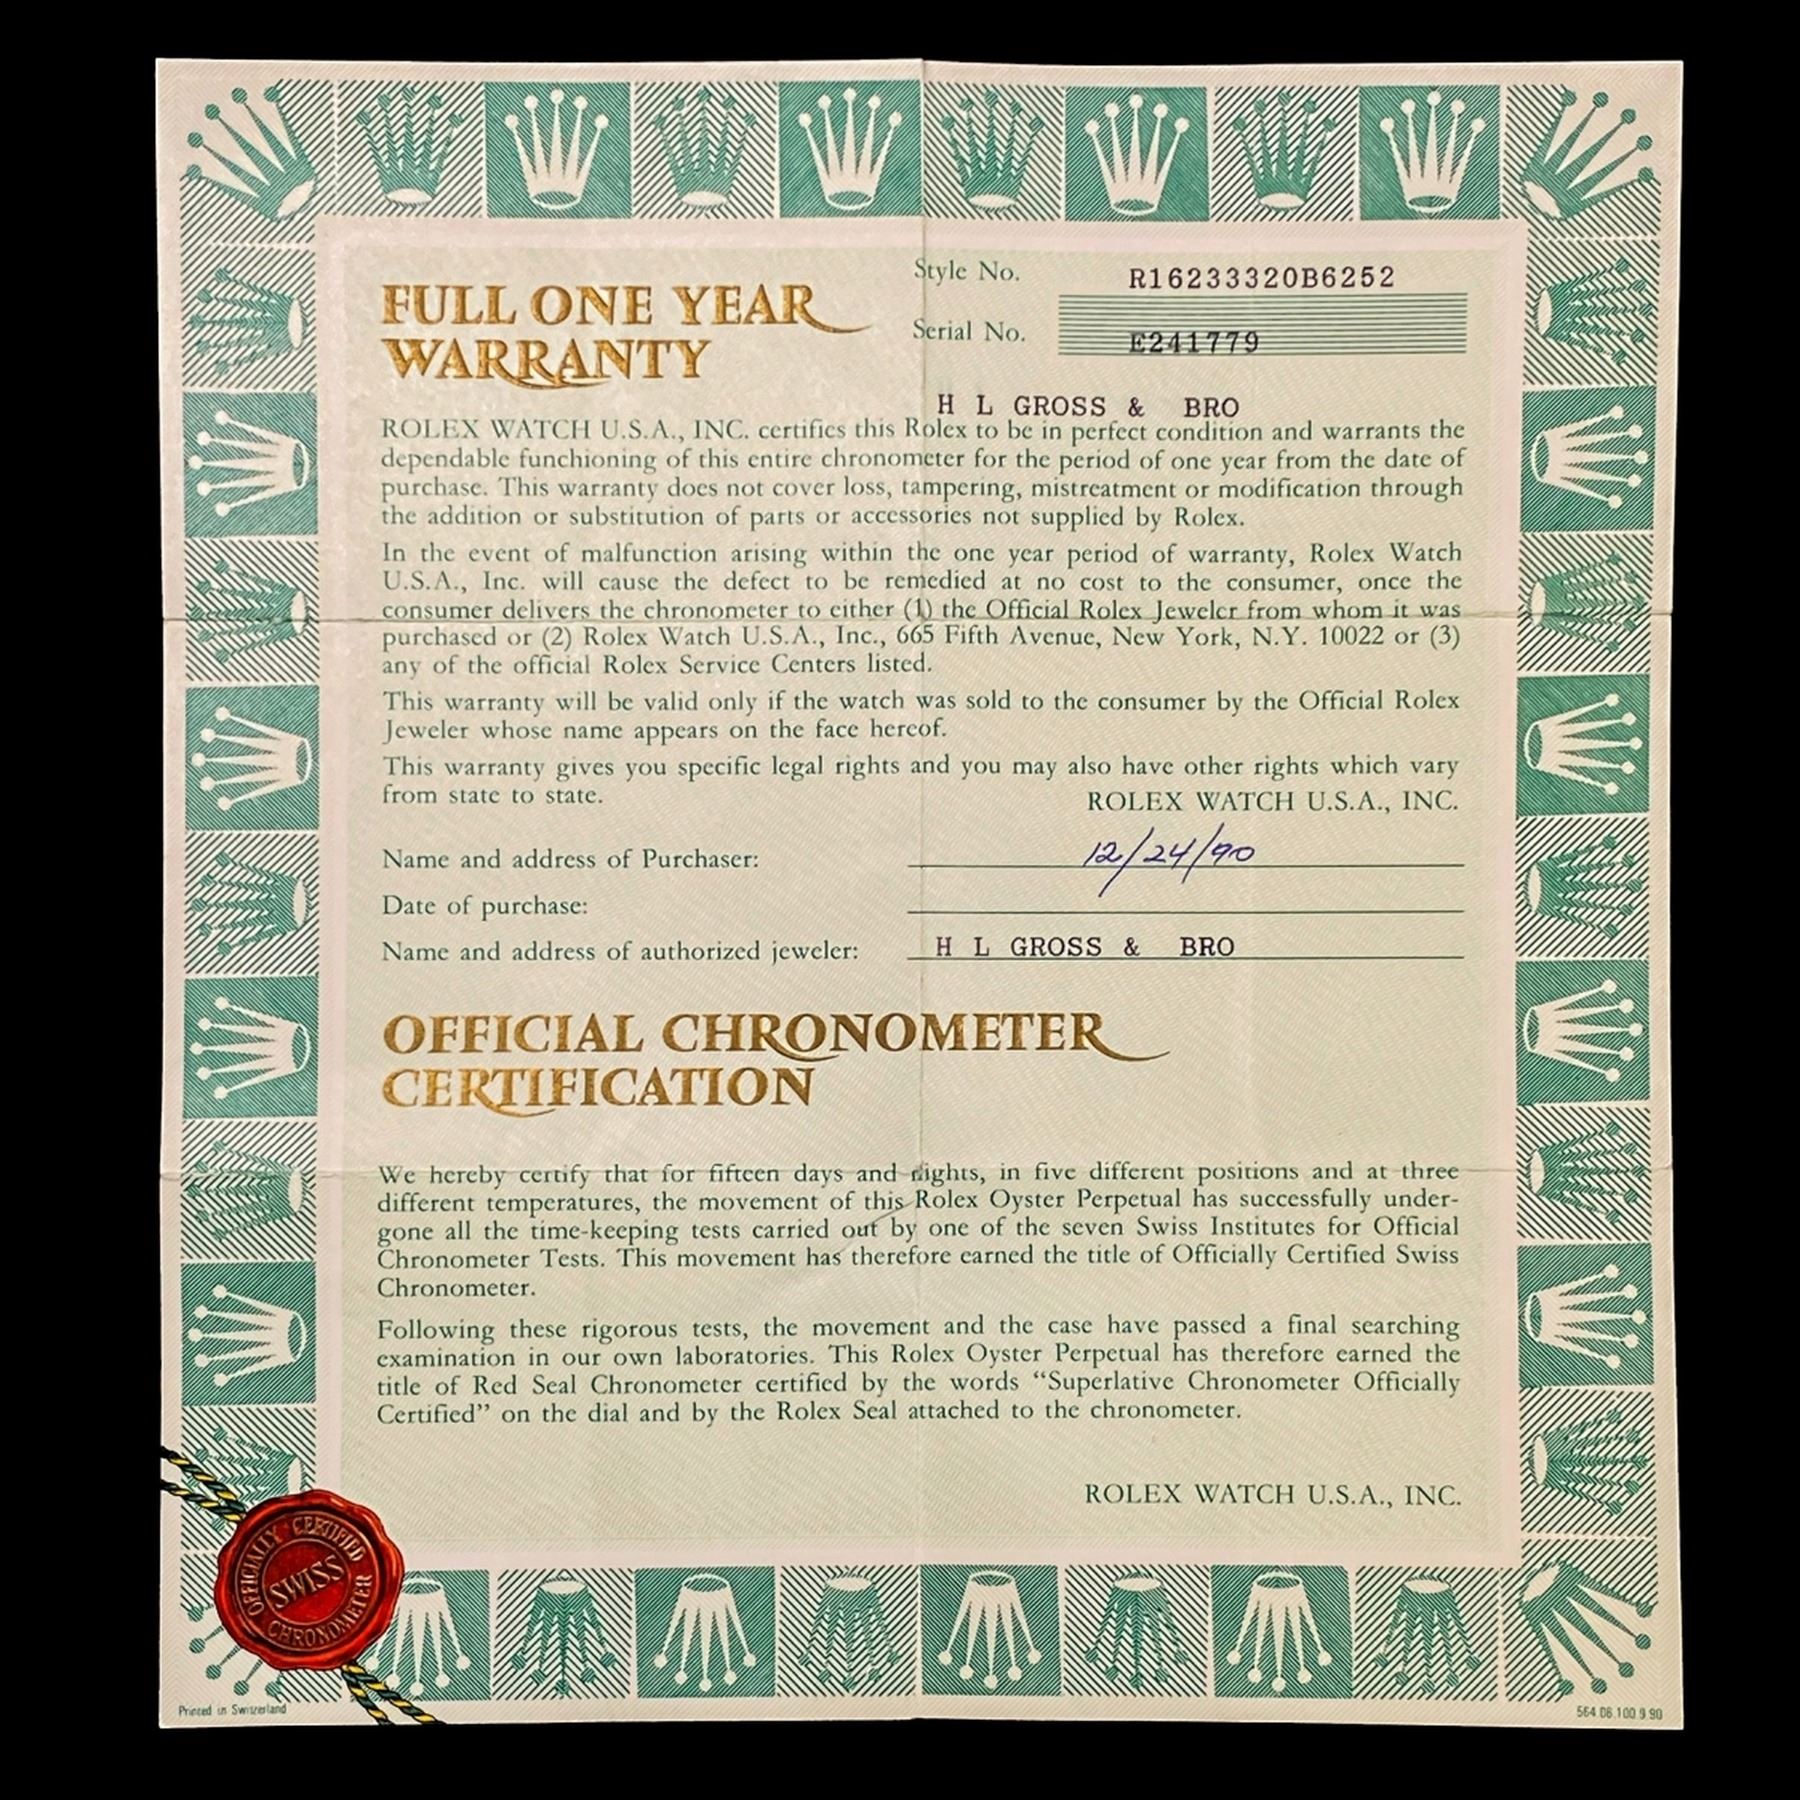 FULL ONE YEAR
WARRANTY
Style No. R16233320B6252
Serial No. E241779
H L GROSS & BRO
ROLEX WATCH U.S.A., INC. certifies this Rolex to be in perfect condition and warrants the
dependable funchioning of this entire chronometer for the period of one year from the date of
purchase. This warranty does not cover loss, tampering, mistreatment or modification through
the addition or substitution of parts or accessories not supplied by Rolex.
In the event of malfunction arising within the one year period of warranty, Rolex Watch
U.S.A., Inc. will cause the defect to be remedied at no cost to the consumer, once the
consumer delivers the chronometer to either (1) the Official Rolex Jeweler from whom it was
purchased or (2) Rolex Watch U.S.A., Inc., 665 Fifth Avenue, New York, N.Y. 10022 or (3)
any of the official Rolex Service Centers listed.
This warranty will be valid only if the watch was sold to the consumer by the Official Rolex
Jeweler whose name appears on the face hereof.
This warranty gives you specific legal rights and you may also have other rights which vary
from state to state.
ROLEX WATCH U.S.A., INC.
Name and address of Purchaser: 12/24/90
Date of purchase:
Name and address of authorized jeweler: H L GROSS & BRO
OFFICIAL CHRONOMETER
CERTIFICATION
We hereby certify that for fifteen days and nights, in five different positions and at three
different temperatures, the movement of this Rolex Oyster Perpetual has successfully under-
gone all the time-keeping tests carried out by one of the seven Swiss Institutes for Official
Chronometer Tests. This movement has therefore earned the title of Officially Certified Swiss
Chronometer.
Following these rigorous tests, the movement and the case have passed a final searching
examination in our own laboratories. This Rolex Oyster Perpetual has therefore earned the
title of Red Seal Chronometer certified by the words “Superlative Chronometer Officially
Certified” on the dial and by the Rolex Seal attached to the chronometer.
ROLEX WATCH U.S.A., INC.
OFFICIALLY CERTIFIED
SWISS
CHRONOMETER
Printed in Switzerland
564.06.100.9.90